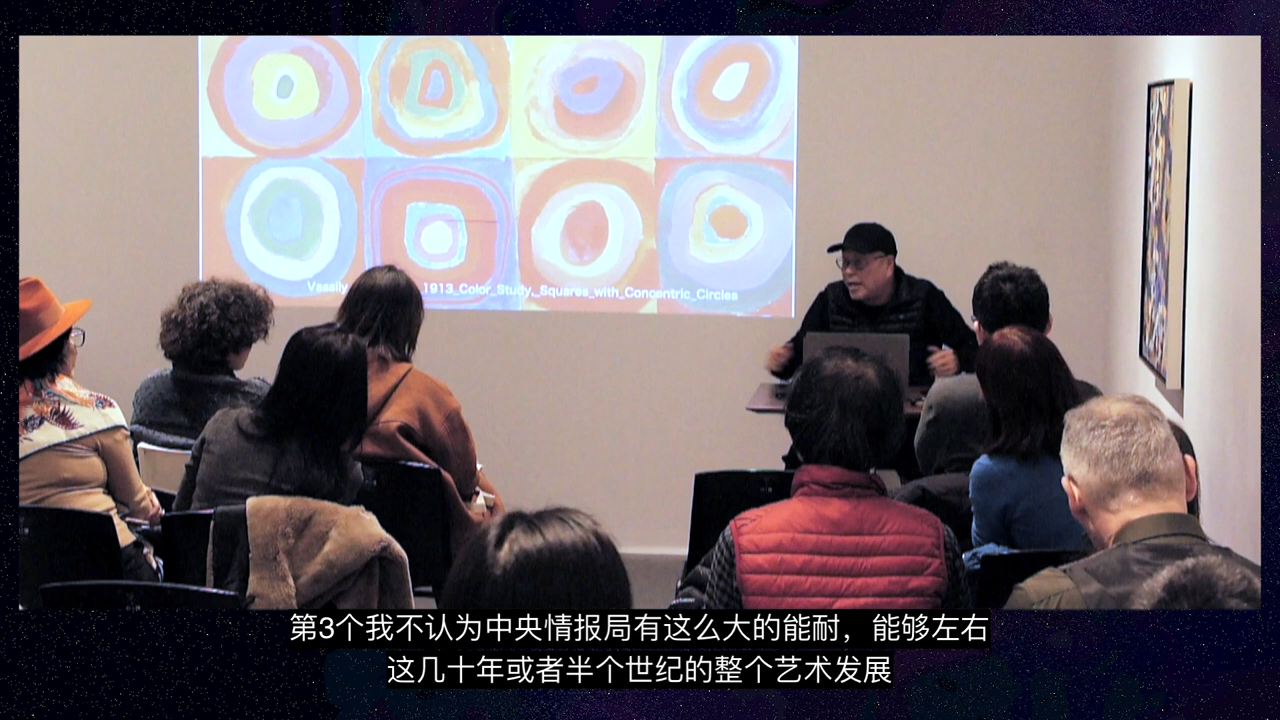 Vassily 1913_Color_Study,_Squares_with_Concentric_Circles
第3个我不认为中央情报局有这么大的能耐，能够左右
这几十年或者半个世纪的整个艺术发展